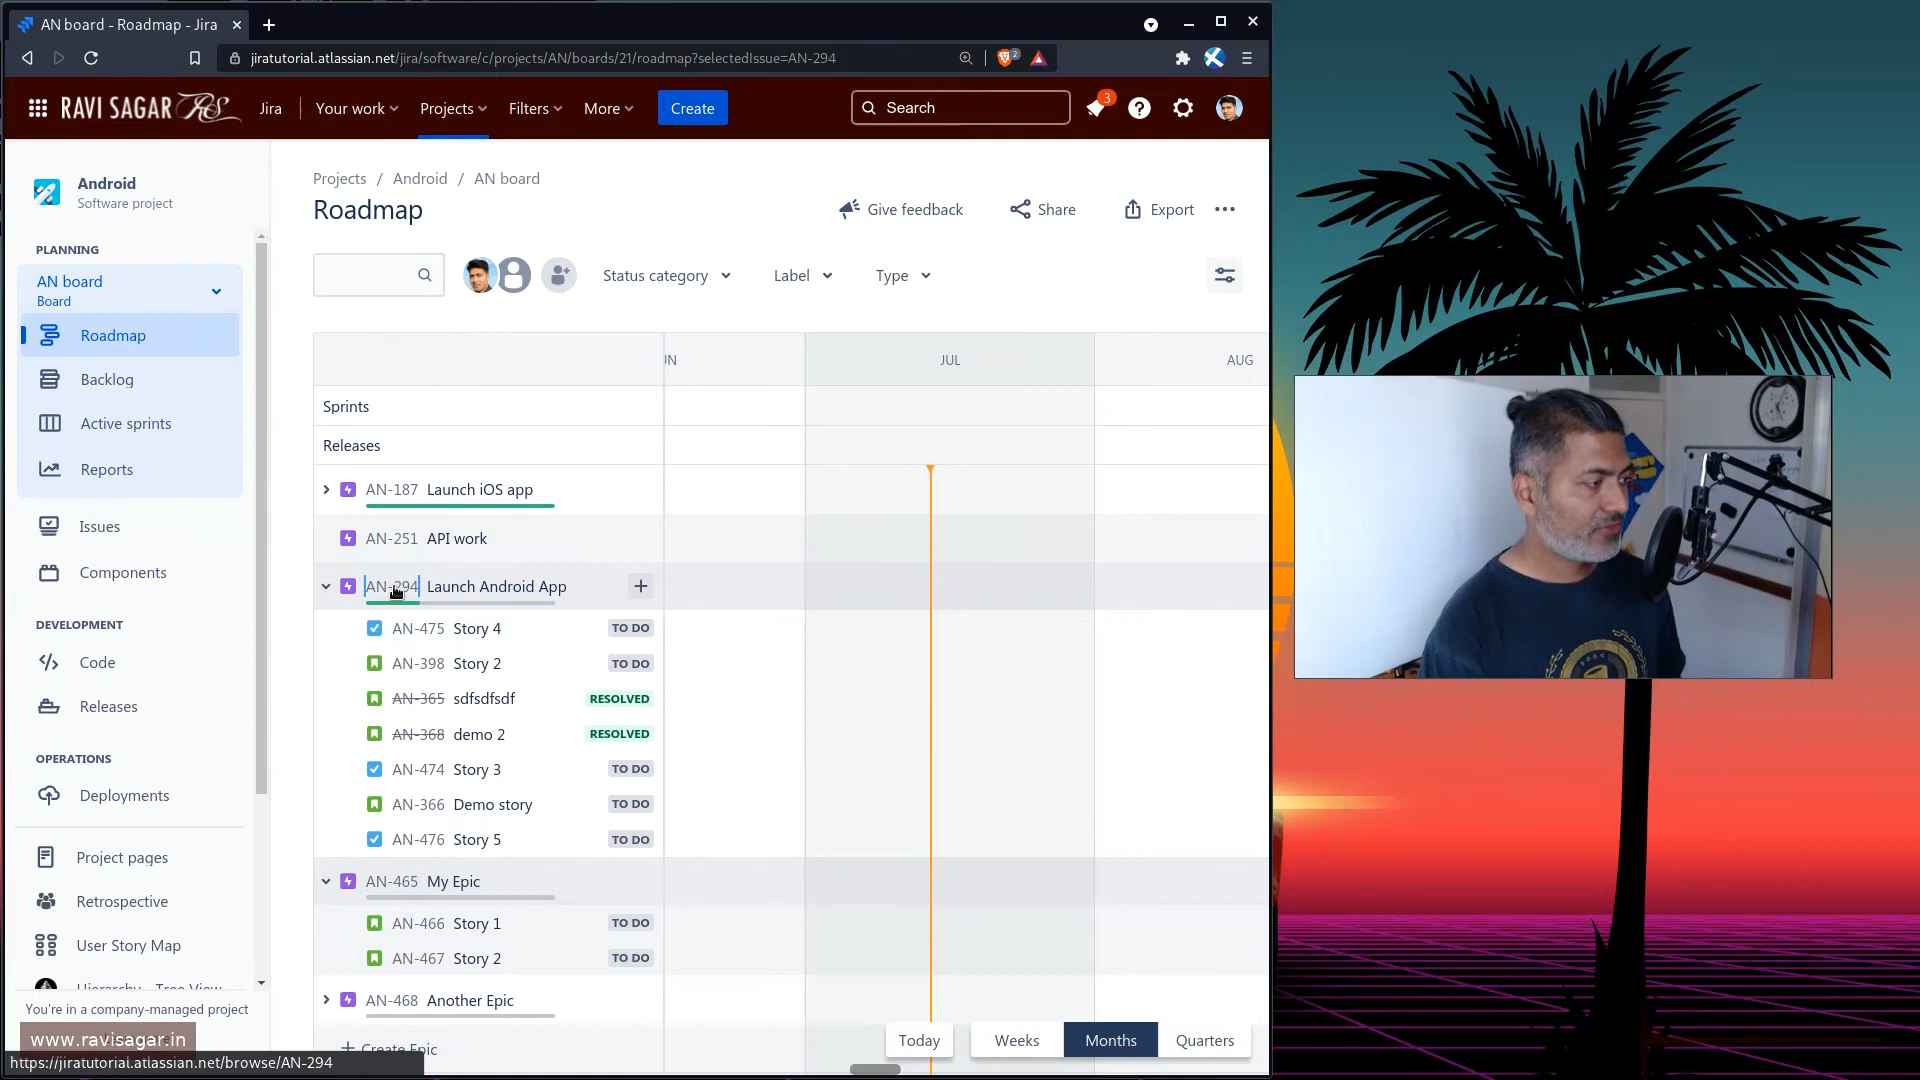 AN board - Roadmap - Jira
jiratutorial.atlassian.net/jira/software/c/projects/AN/boards/21/roadmap?selectedIssue=AN-294
2
RAVI SAGAR RS
Jira
Your work
Projects
Filters
More
Create
Search
3
Android
Software project
PLANNING
AN board
Board
Roadmap
Backlog
Active sprints
Reports
Issues
Components
DEVELOPMENT
Code
Releases
OPERATIONS
Deployments
Project pages
Retrospective
User Story Map
Hierarchy - Tree View
You're in a company-managed project
www.ravisagar.in
https://jiratutorial.atlassian.net/browse/AN-294
Projects / Android / AN board
Roadmap
Give feedback
Share
Export
Status category
Label
Type
UN
JUL
AUG
Sprints
Releases
AN-187 Launch iOS app
AN-251 API work
AN-294 Launch Android App
AN-475 Story 4 TO DO
AN-398 Story 2 TO DO
AN-365 sdfsdfsdf RESOLVED
AN-368 demo 2 RESOLVED
AN-474 Story 3 TO DO
AN-366 Demo story TO DO
AN-476 Story 5 TO DO
AN-465 My Epic
AN-466 Story 1 TO DO
AN-467 Story 2 TO DO
AN-468 Another Epic
Create Epic
Today
Weeks
Months
Quarters